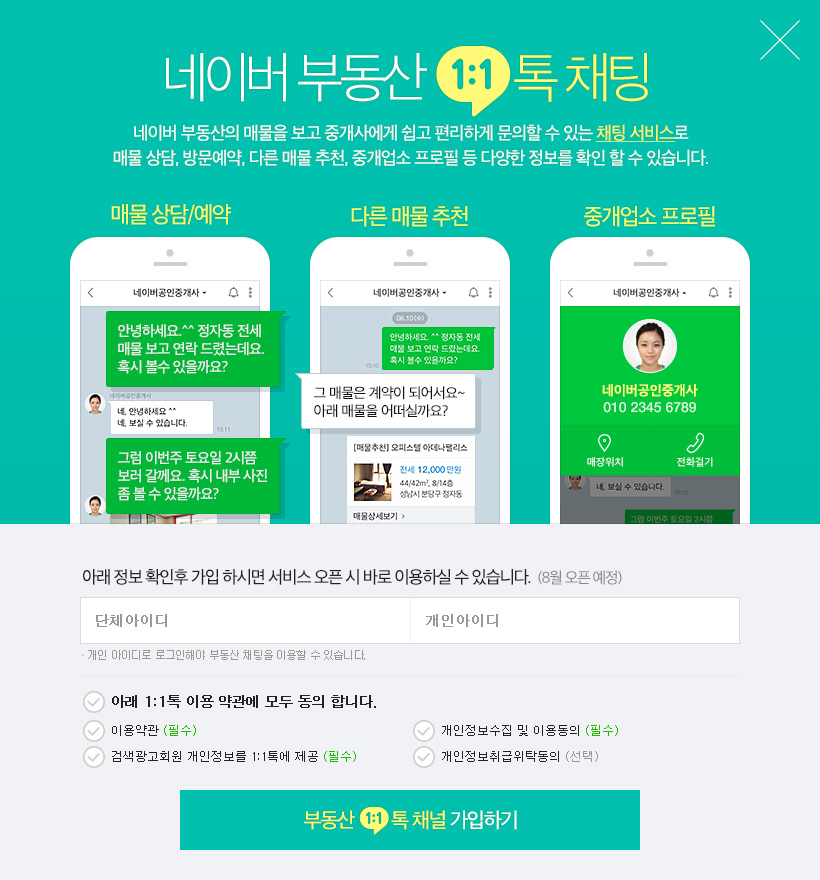 네이버 부동산 1:1 톡 채팅
네이버 부동산의 매물을 보고 중개사에게 쉽고 편리하게 문의할 수 있는 채팅 서비스로
매물 상담, 방문예약, 다른 매물 추천, 중개업소 프로필 등 다양한 정보를 확인 할 수 있습니다.
매물 상담/예약
네이버공인중개사
안녕하세요.^^ 정자동 전세
매물 보고 연락 드렸는데요.
혹시 볼수 있을까요?
네이버공인중개사
네, 안녕하세요 ^^
네, 보실 수 있습니다.
15:11
그럼 이번주 토요일 2시쯤
보러 갈께요. 혹시 내부 사진
좀 볼 수 있을까요?
다른 매물 추천
네이버공인중개사
06.10(수)
안녕하세요. ^^ 정자동 전세
매물 보고 연락 드렸는데요.
혹시 볼수 있을까요?
15:10
그 매물은 계약이 되어서요~
아래 매물을 어떠실까요?
[매물추천] 오피스텔 아데나팰리스
전세 12,000만원
44/42m², 8/14층
성남시 분당구 정자동
매물상세보기 >
중개업소 프로필
네이버공인중개사
네이버공인중개사
010 2345 6789
매장위치
전화걸기
네, 보실 수 있습니다.
15:11
그럼 이번주 토요일 2시쯤
아래 정보 확인후 가입 하시면 서비스 오픈 시 바로 이용하실 수 있습니다. (8월 오픈 예정)
단체아이디
개인아이디
· 개인 아이디로 로그인해야 부동산 채팅을 이용할 수 있습니다.
아래 1:1톡 이용 약관에 모두 동의 합니다.
이용약관 (필수)
개인정보수집 및 이용동의 (필수)
검색광고회원 개인정보를 1:1톡에 제공 (필수)
개인정보취급위탁동의 (선택)
부동산 1:1 톡 채널 가입하기